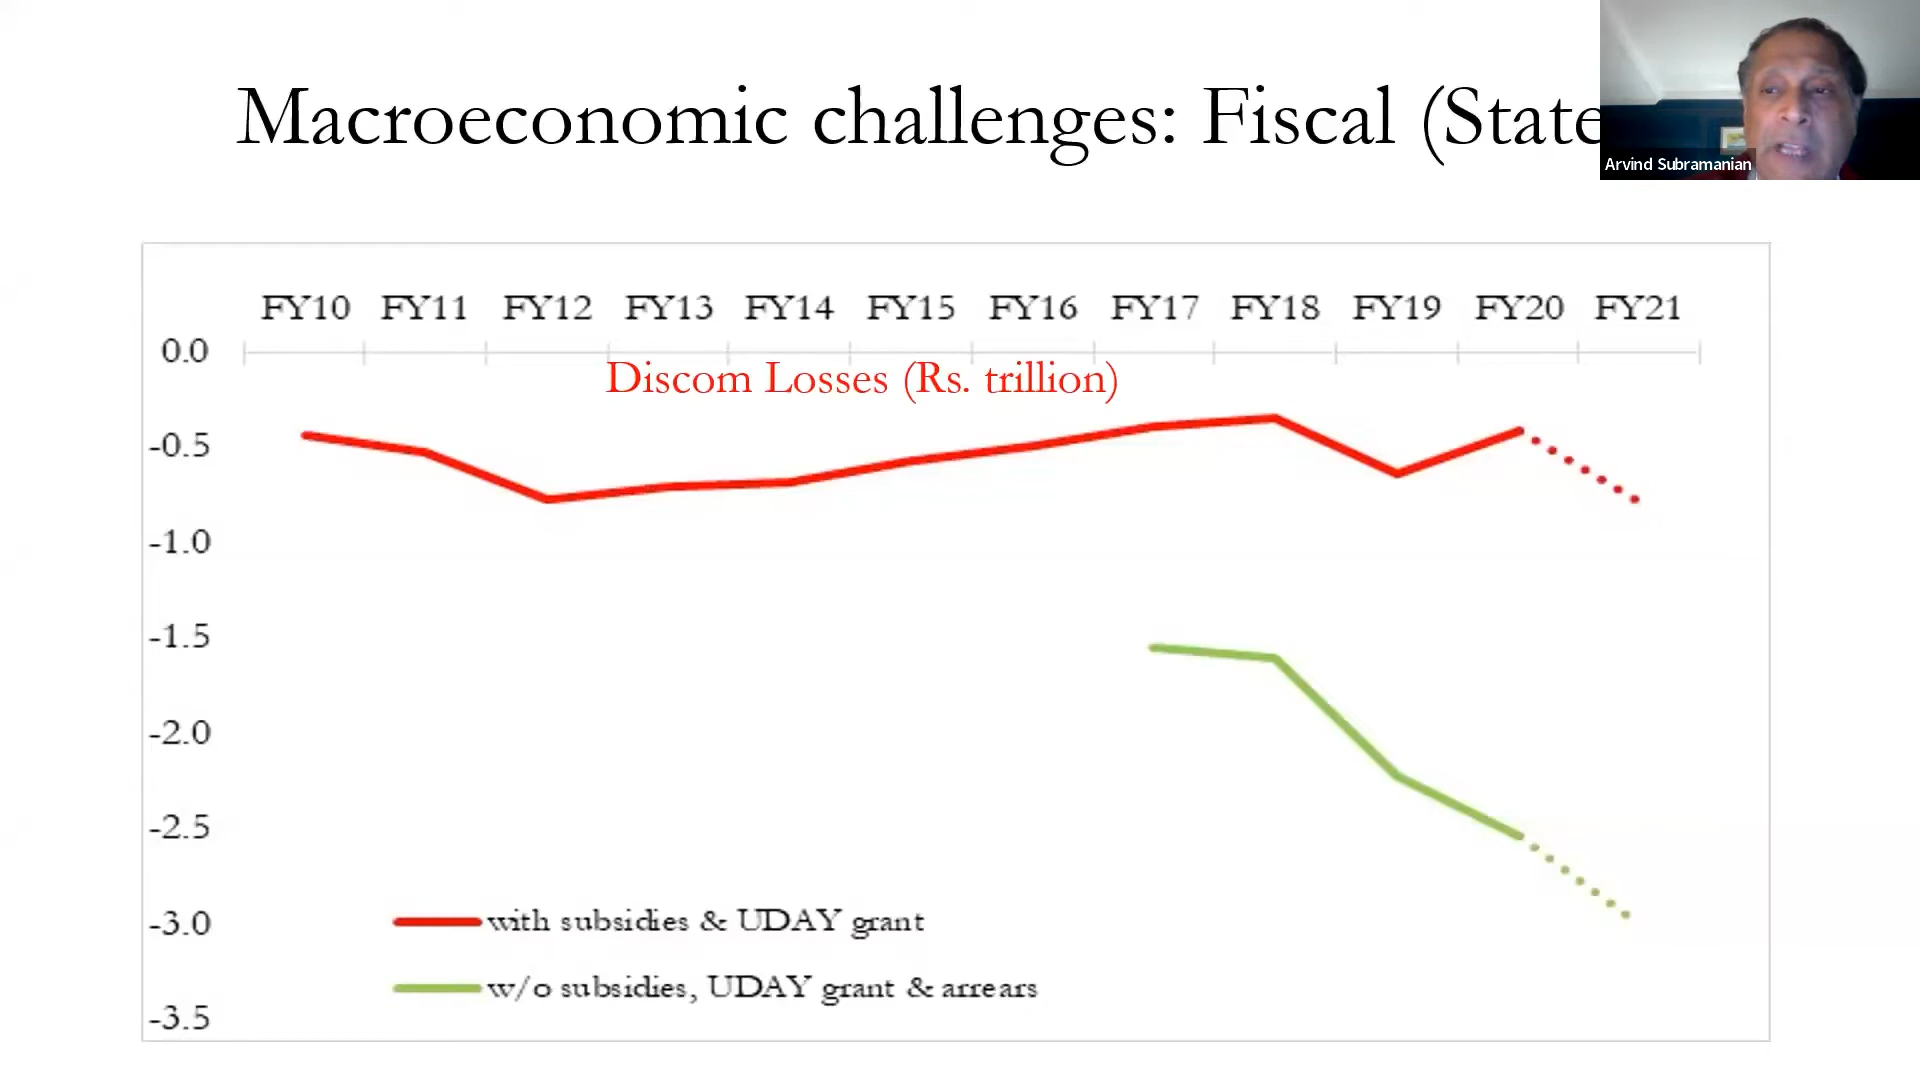 Macroeconomic challenges: Fiscal (State
Arvind Subramanian
FY10 FY11 FY12 FY13 FY14 FY15 FY16 FY17 FY18 FY19 FY20 FY21
0.0
Discom Losses (Rs. trillion)
-0.5
-1.0
-1.5
-2.0
-2.5
-3.0
with subsidies & UDAY grant
w/o subsidies, UDAY grant & arrears
-3.5